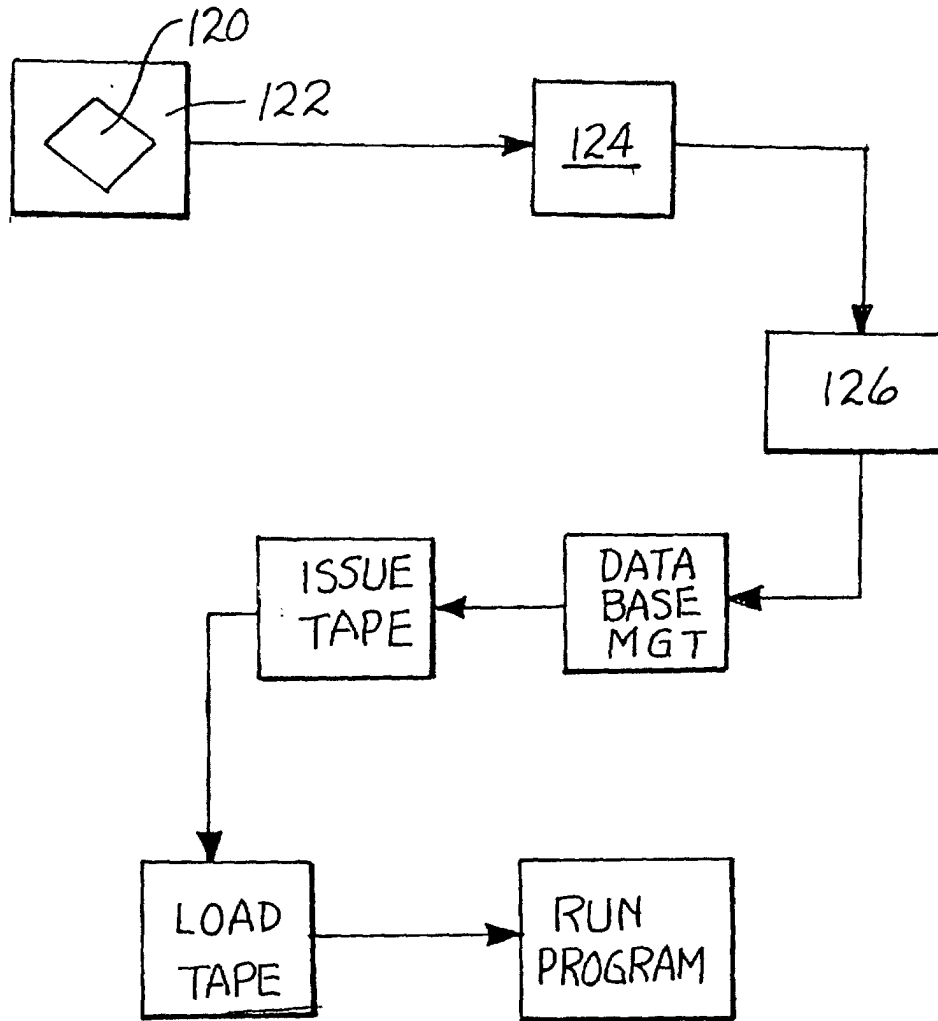 120
122
124
126
DATA
BASE
MGT
ISSUE
TAPE
LOAD
TAPE
RUN
PROGRAM